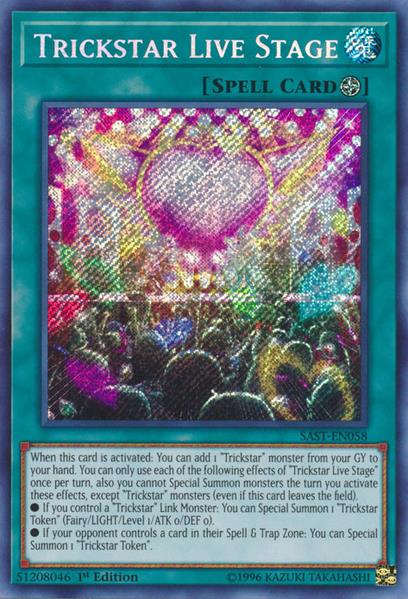 Trickstar Live Stage
[Spell Card]
SAST-EN058
When this card is activated: You can add 1 "Trickstar" monster from your GY to
your hand. You can only use each of the following effects of "Trickstar Live Stage"
once per turn, also you cannot Special Summon monsters the turn you activate
these effects, except "Trickstar" monsters (even if this card leaves the field).
● If you control a "Trickstar" Link Monster: You can Special Summon 1 "Trickstar
Token" (Fairy/LIGHT/Level 1/ATK 0/DEF 0).
● If your opponent controls a card in their Spell & Trap Zone: You can Special
Summon 1 "Trickstar Token".
51208046 1st Edition ©1996 KAZUKI TAKAHASHI